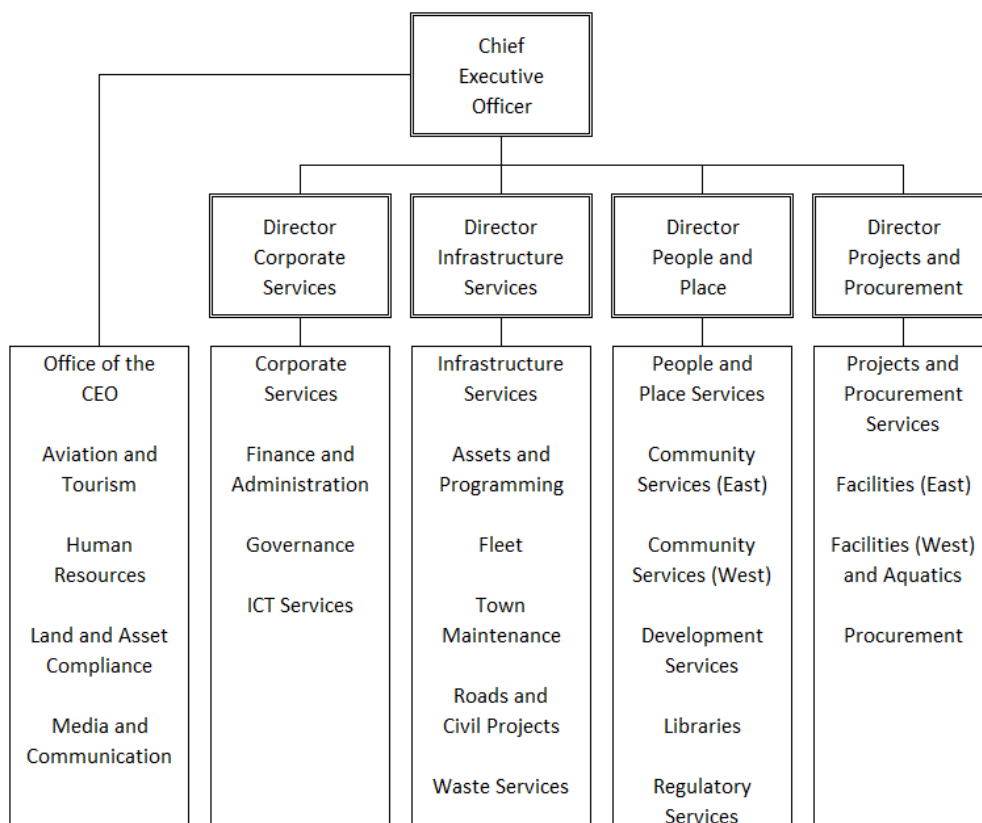 Chief
Executive
Officer
Director
Corporate
Services
Director
Infrastructure
Services
Director
People and
Place
Director
Projects and
Procurement
Office of the
CEO
Aviation and
Tourism
Human
Resources
Land and Asset
Compliance
Media and
Communication
Corporate
Services
Finance and
Administration
Governance
ICT Services
Infrastructure
Services
Assets and
Programming
Fleet
Town
Maintenance
Roads and
Civil Projects
Waste Services
People and
Place Services
Community
Services (East)
Community
Services (West)
Development
Services
Libraries
Regulatory
Services
Projects and
Procurement
Services
Facilities (East)
Facilities (West)
and Aquatics
Procurement